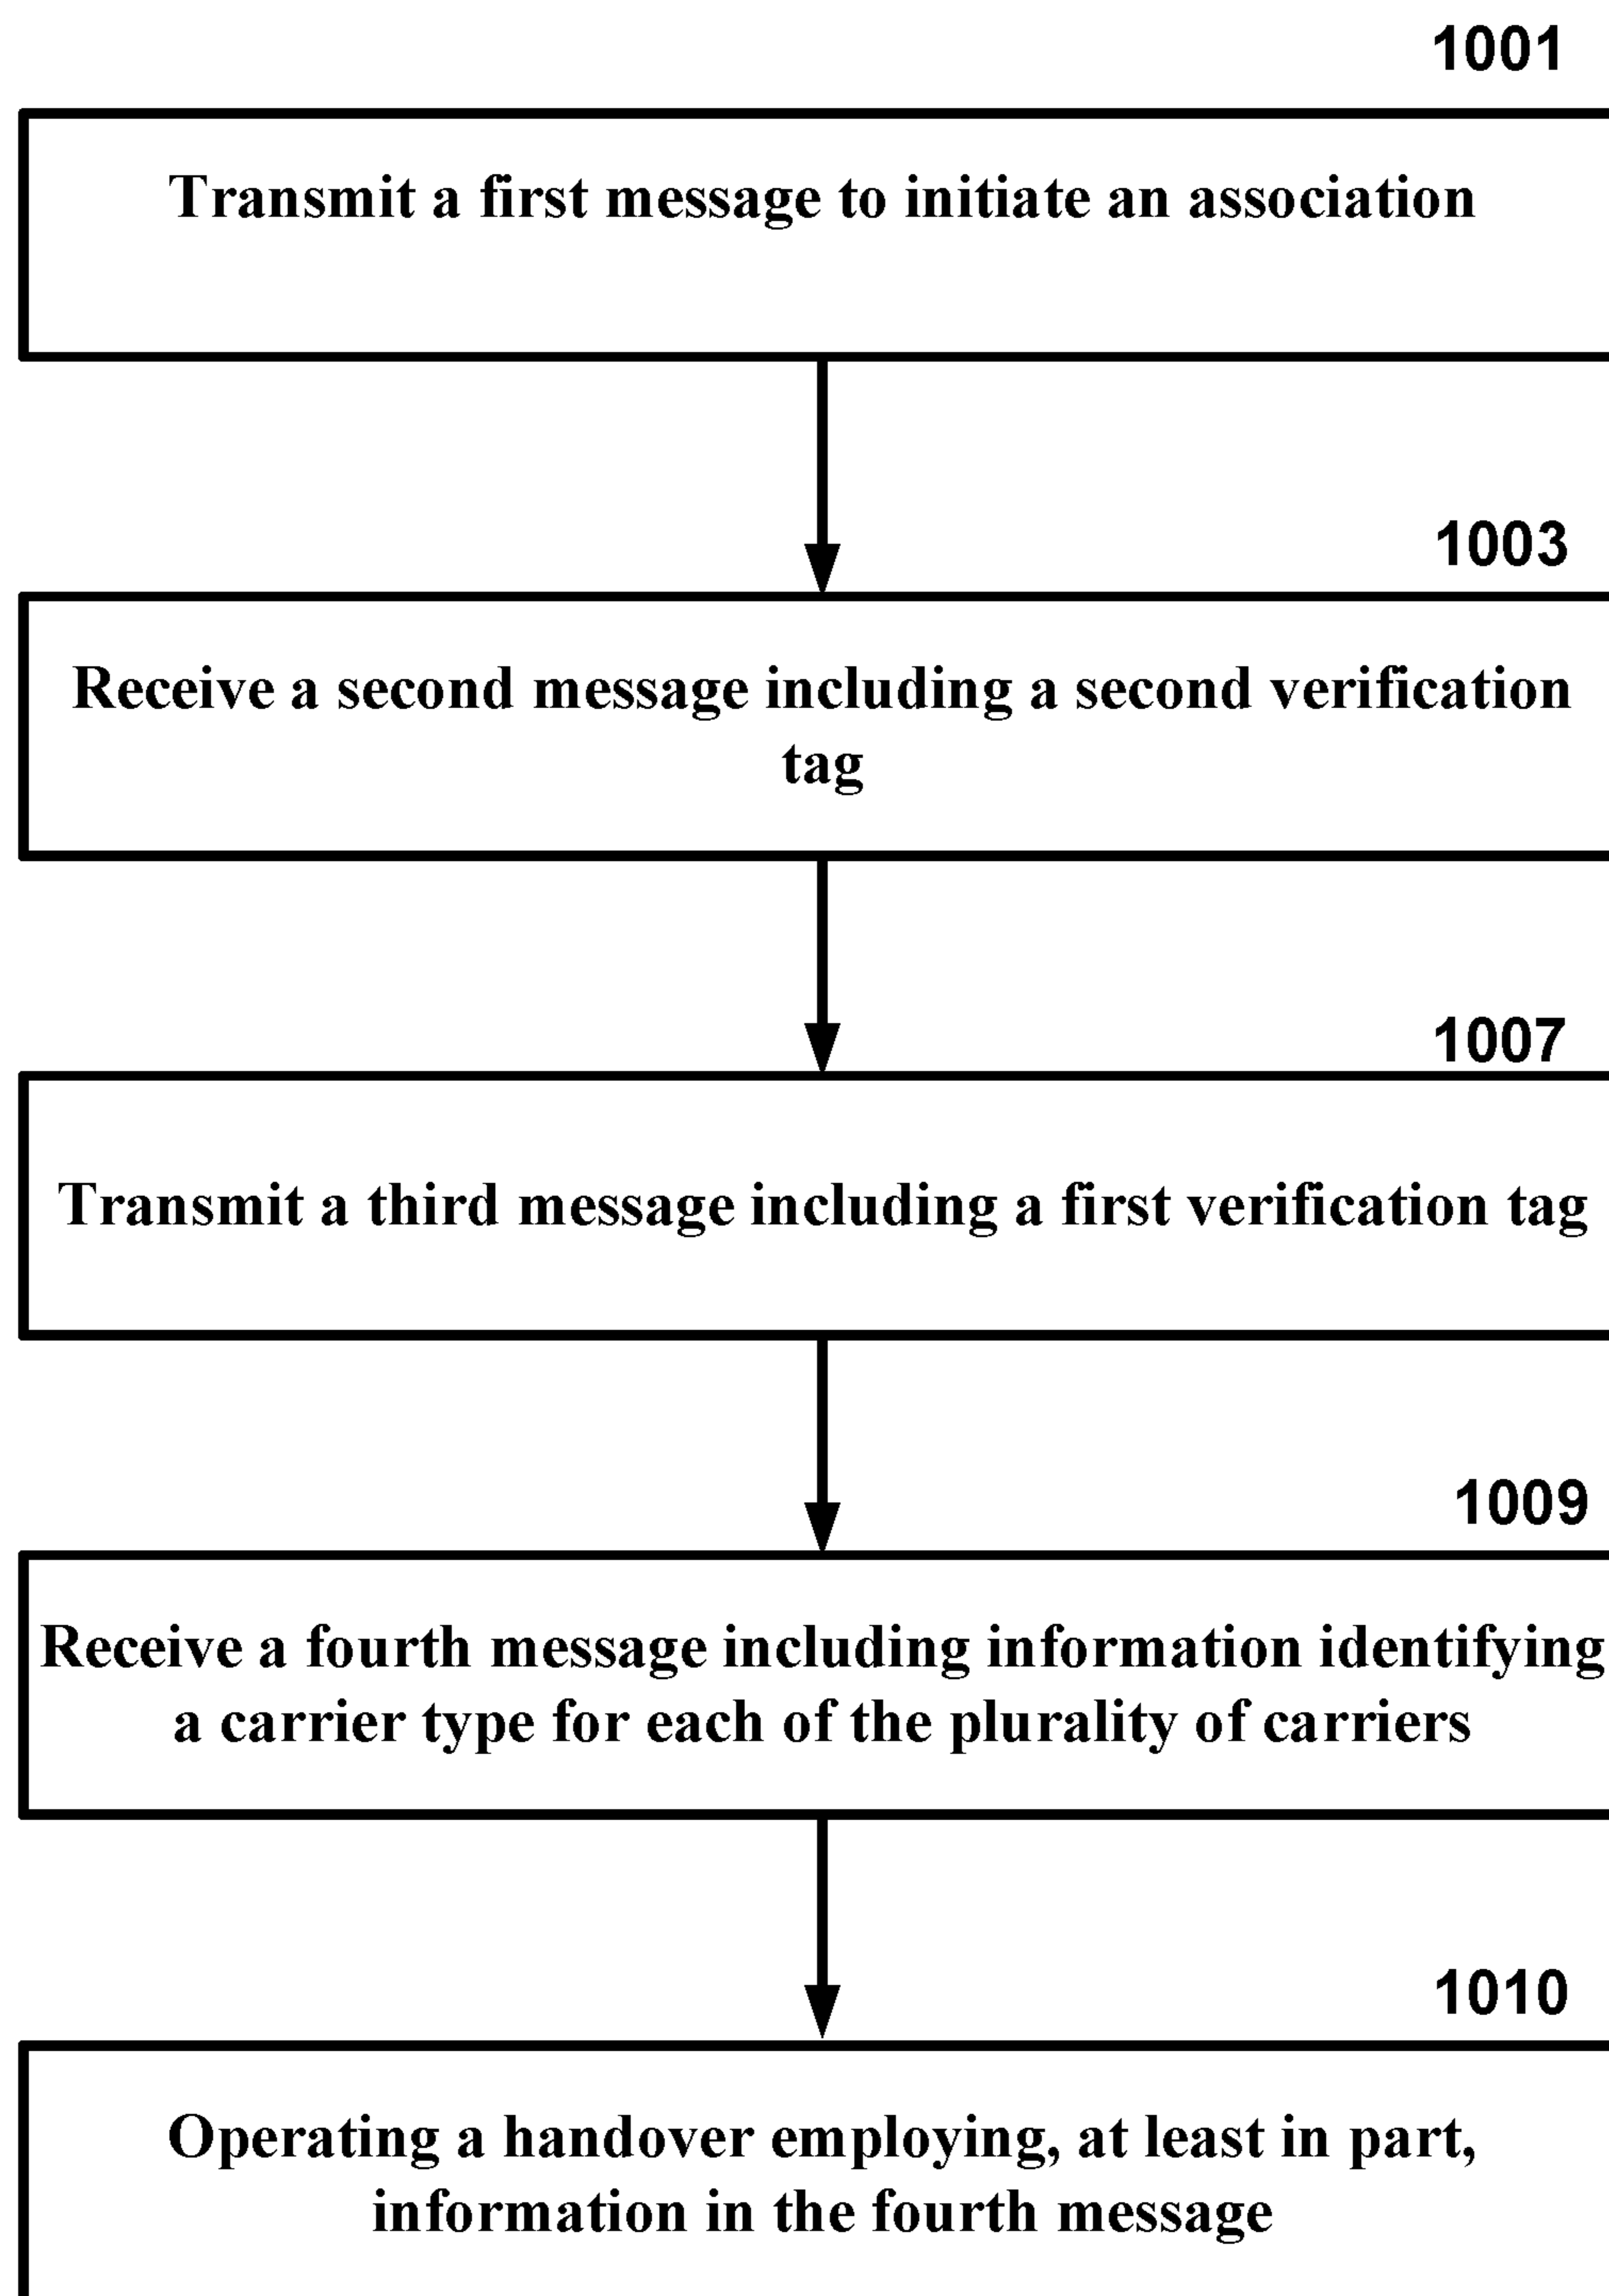 1001
Transmit a first message to initiate an association
1003
Receive a second message including a second verification
tag
1007
Transmit a third message including a first verification tag
1009
Receive a fourth message including information identifying
a carrier type for each of the plurality of carriers
1010
Operating a handover employing, at least in part,
information in the fourth message